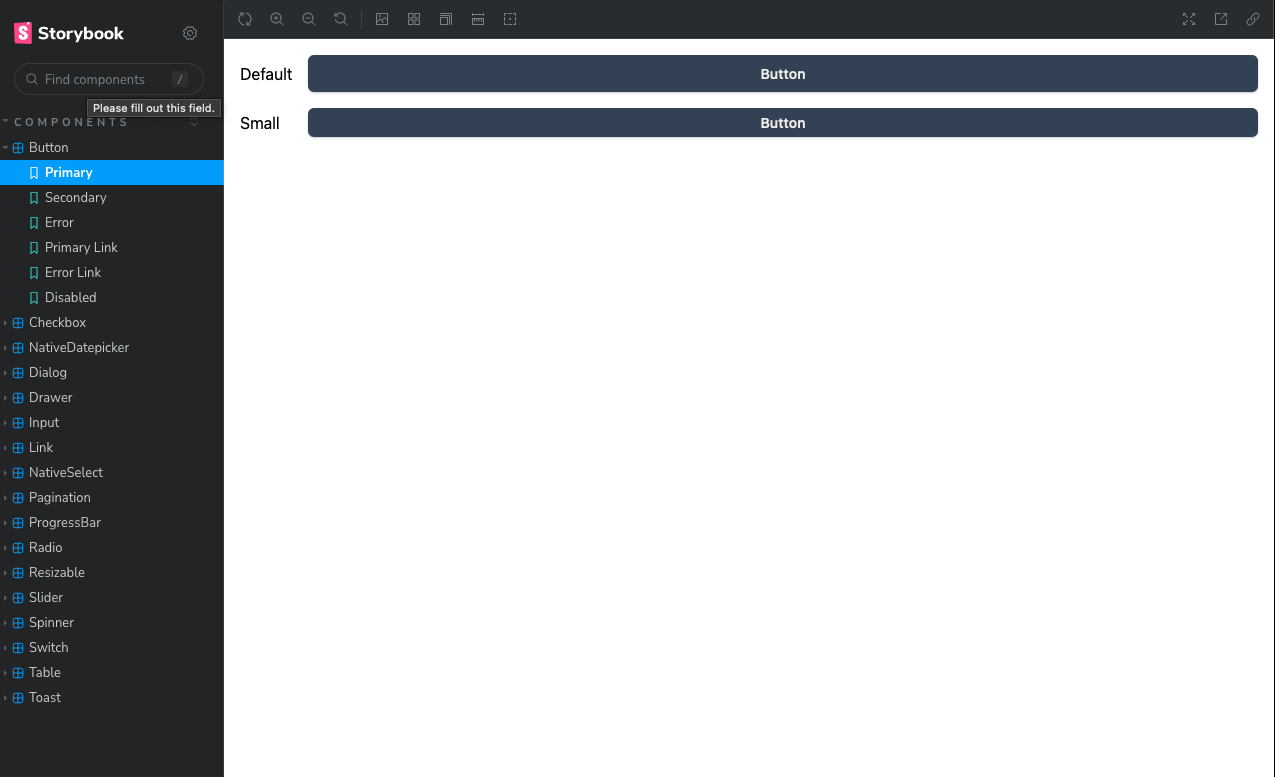 Storybook
Find components /
Please fill out this field.
COMPONENTS
Button
Primary
Secondary
Error
Primary Link
Error Link
Disabled
Checkbox
NativeDatepicker
Dialog
Drawer
Input
Link
NativeSelect
Pagination
ProgressBar
Radio
Resizable
Slider
Spinner
Switch
Table
Toast
Default Button
Small Button